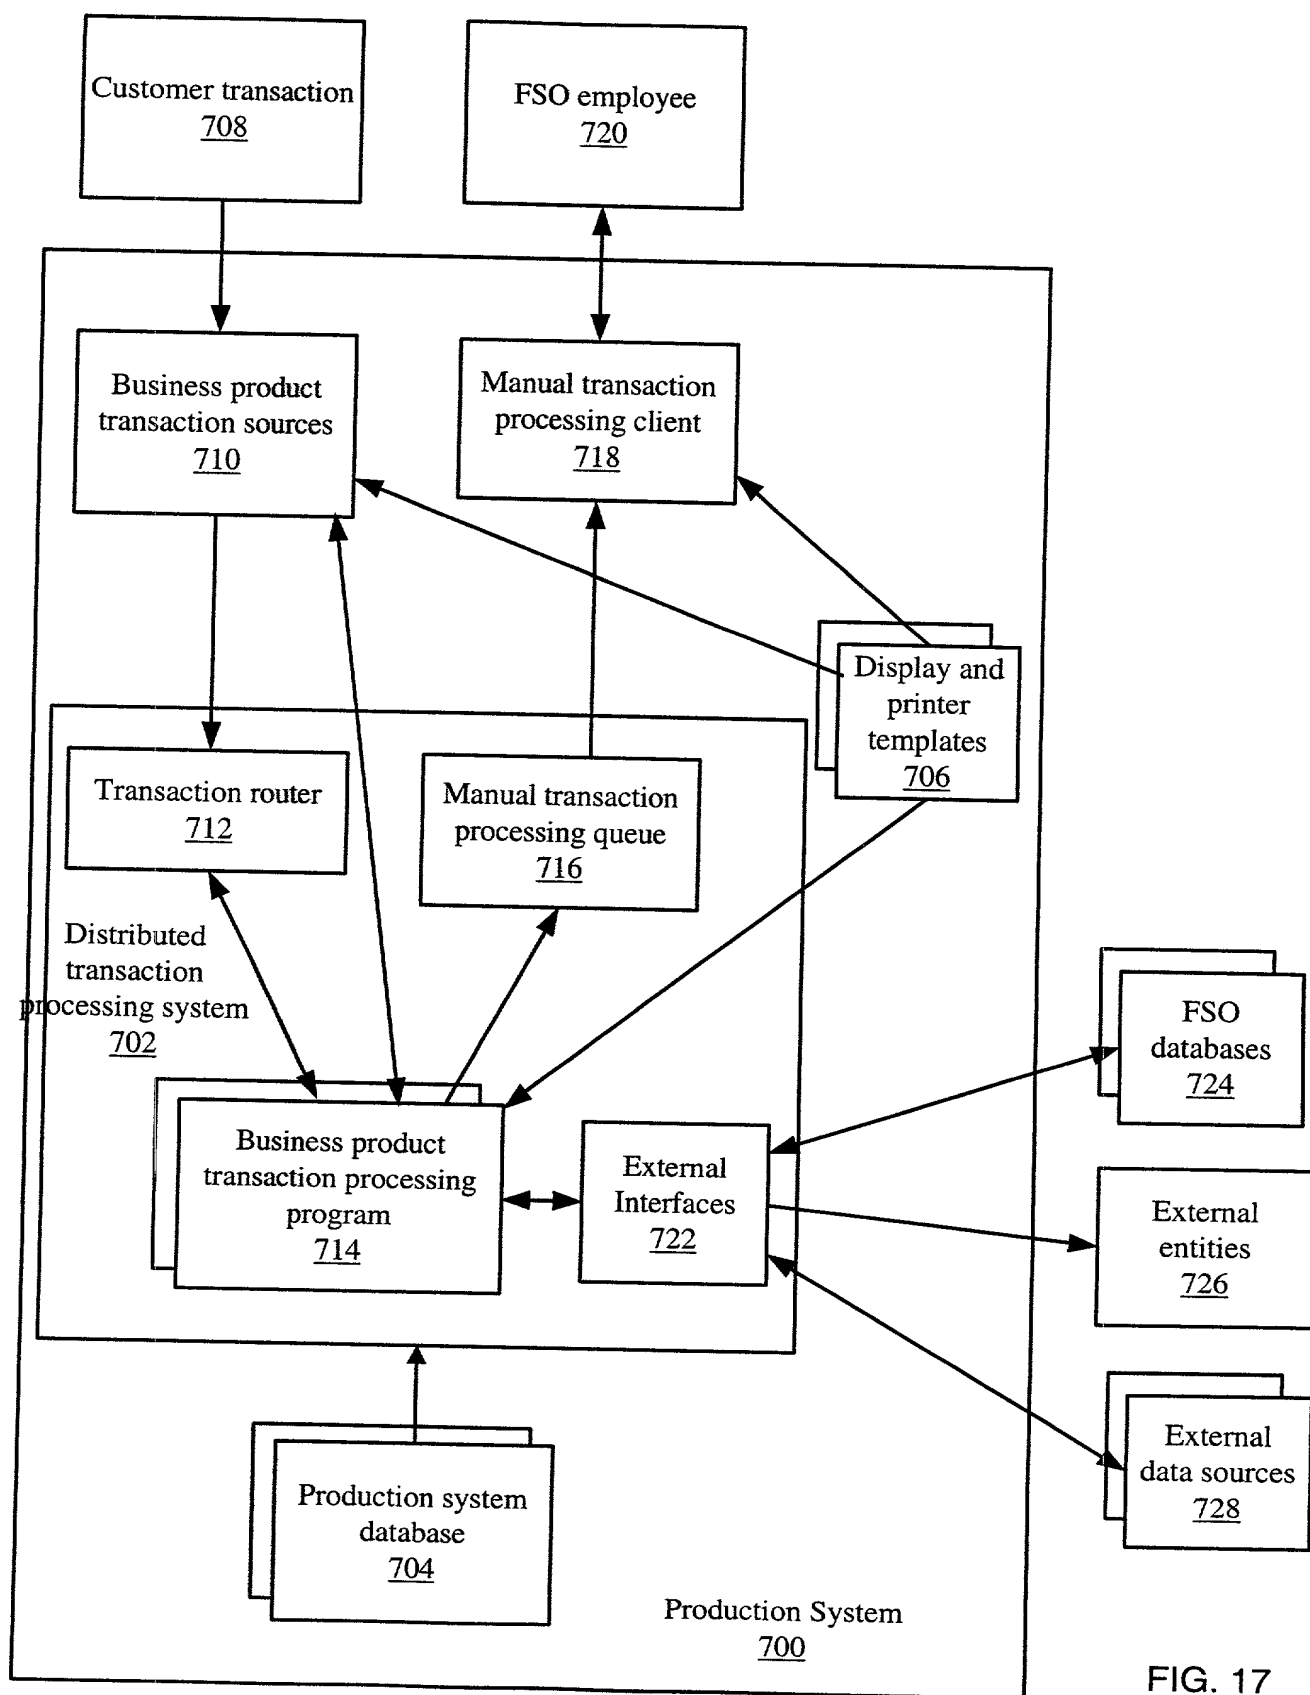 Customer transaction
708
FSO employee
720
Business product
transaction sources
710
Manual transaction
processing client
718
Display and
printer
templates
706
Transaction router
712
Manual transaction
processing queue
716
Distributed
transaction
processing system
702
FSO
databases
724
Business product
transaction processing
program
714
External
Interfaces
722
External
entities
726
External
data sources
728
Production system
database
704
Production System
700
FIG. 17